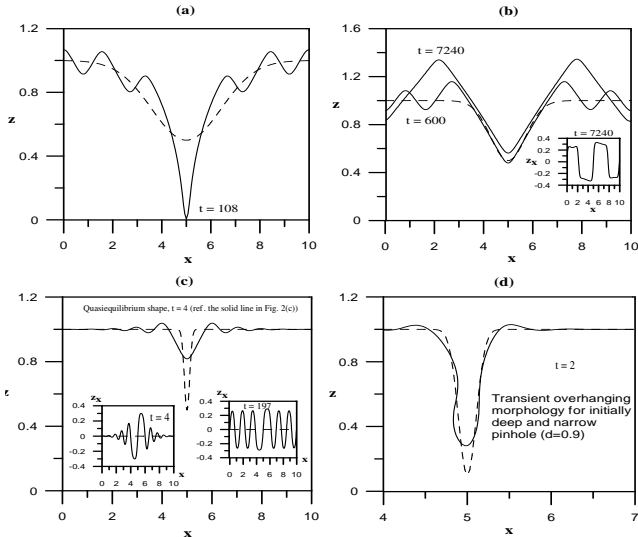 (a)
1.2
0.8
z
0.4
t = 108
0
0 2 4 6 8 10
x
(b)
1.6
t = 7240
1.2
z
0.8
t = 600
t = 7240
0.4
0.2
zx
0
-0.2
-0.4
0 2 4 6 8 10
x
0.4
0
0 2 4 6 8 10
x
(c)
1.2
Quasiequilibrium shape, t = 4 (ref. the solid line in Fig. 2(c))
0.8
z
0.4
zx
0.4
t = 4
0.2
0
-0.2
-0.4
0 2 4 6 8 10
x
zx
0.4
t = 197
0.2
0
-0.2
-0.4
0 2 4 6 8 10
x
0
0 2 4 6 8 10
x
(d)
1.2
t = 2
0.8
z
Transient overhanging
morphology for initially
deep and narrow
pinhole (d=0.9)
0.4
0
4 5 6 7
x